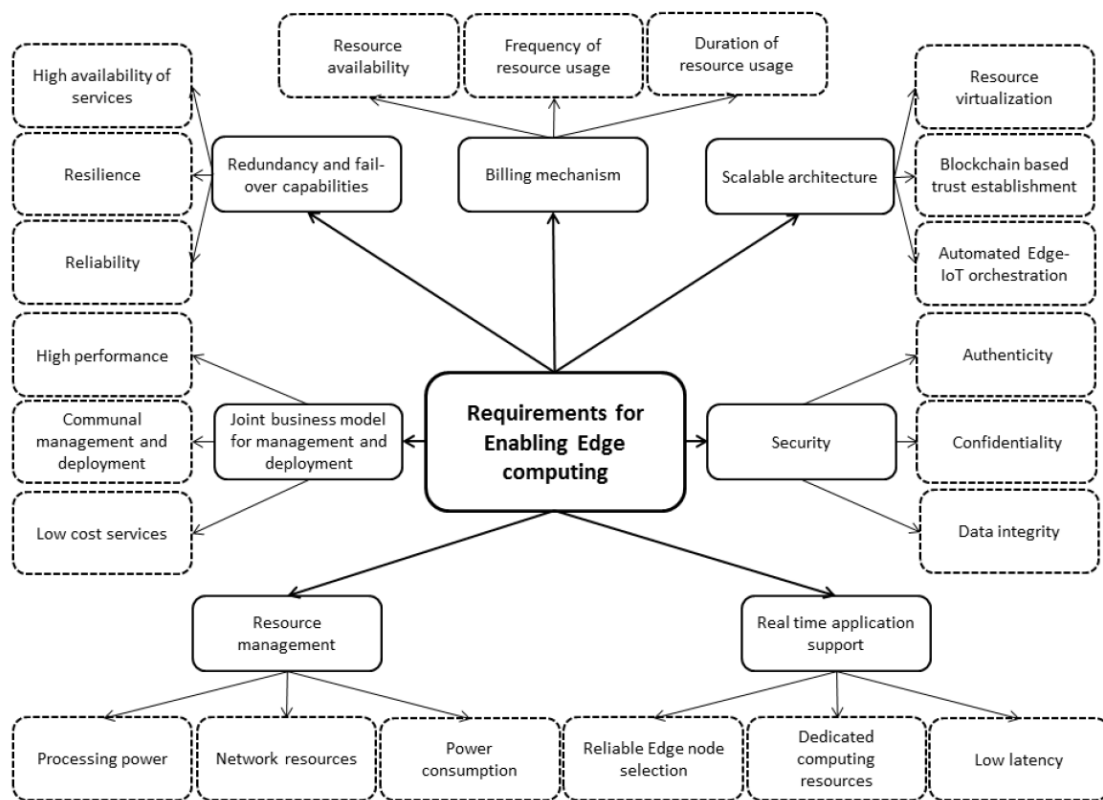 Resource
availability
Frequency of
resource usage
Duration of
resource usage
High availability of
services
Resilience
Reliability
Redundancy and fail-
over capabilities
Billing mechanism
Scalable architecture
Resource
virtualization
Blockchain based
trust establishment
Automated Edge-
IoT orchestration
High performance
Communal
management and
deployment
Low cost services
Joint business model
for management and
deployment
Requirements for
Enabling Edge
computing
Security
Authenticity
Confidentiality
Data integrity
Resource
management
Real time application
support
Processing power
Network resources
Power
consumption
Reliable Edge node
selection
Dedicated
computing
resources
Low latency